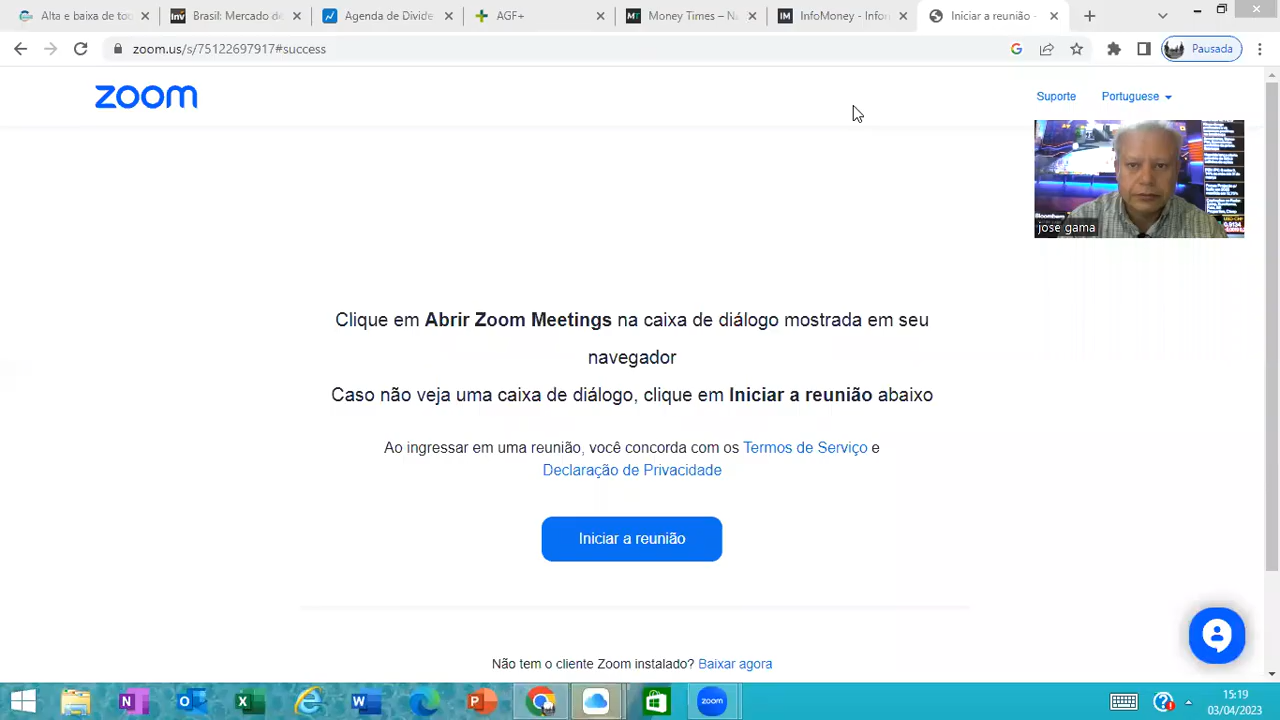 Alta e baixa de tod
Brasil: Mercado de
Agenda de Divide
AGF+
Money Times – N
InfoMoney - Infor
Iniciar a reunião -
zoom.us/s/75122697917#success
Pausada
zoom
Suporte
Portuguese
Bloomberg
jose gama
Clique em Abrir Zoom Meetings na caixa de diálogo mostrada em seu
navegador
Caso não veja uma caixa de diálogo, clique em Iniciar a reunião abaixo
Ao ingressar em uma reunião, você concorda com os Termos de Serviço e
Declaração de Privacidade
Iniciar a reunião
Não tem o cliente Zoom instalado? Baixar agora
zoom
15:19
03/04/2023